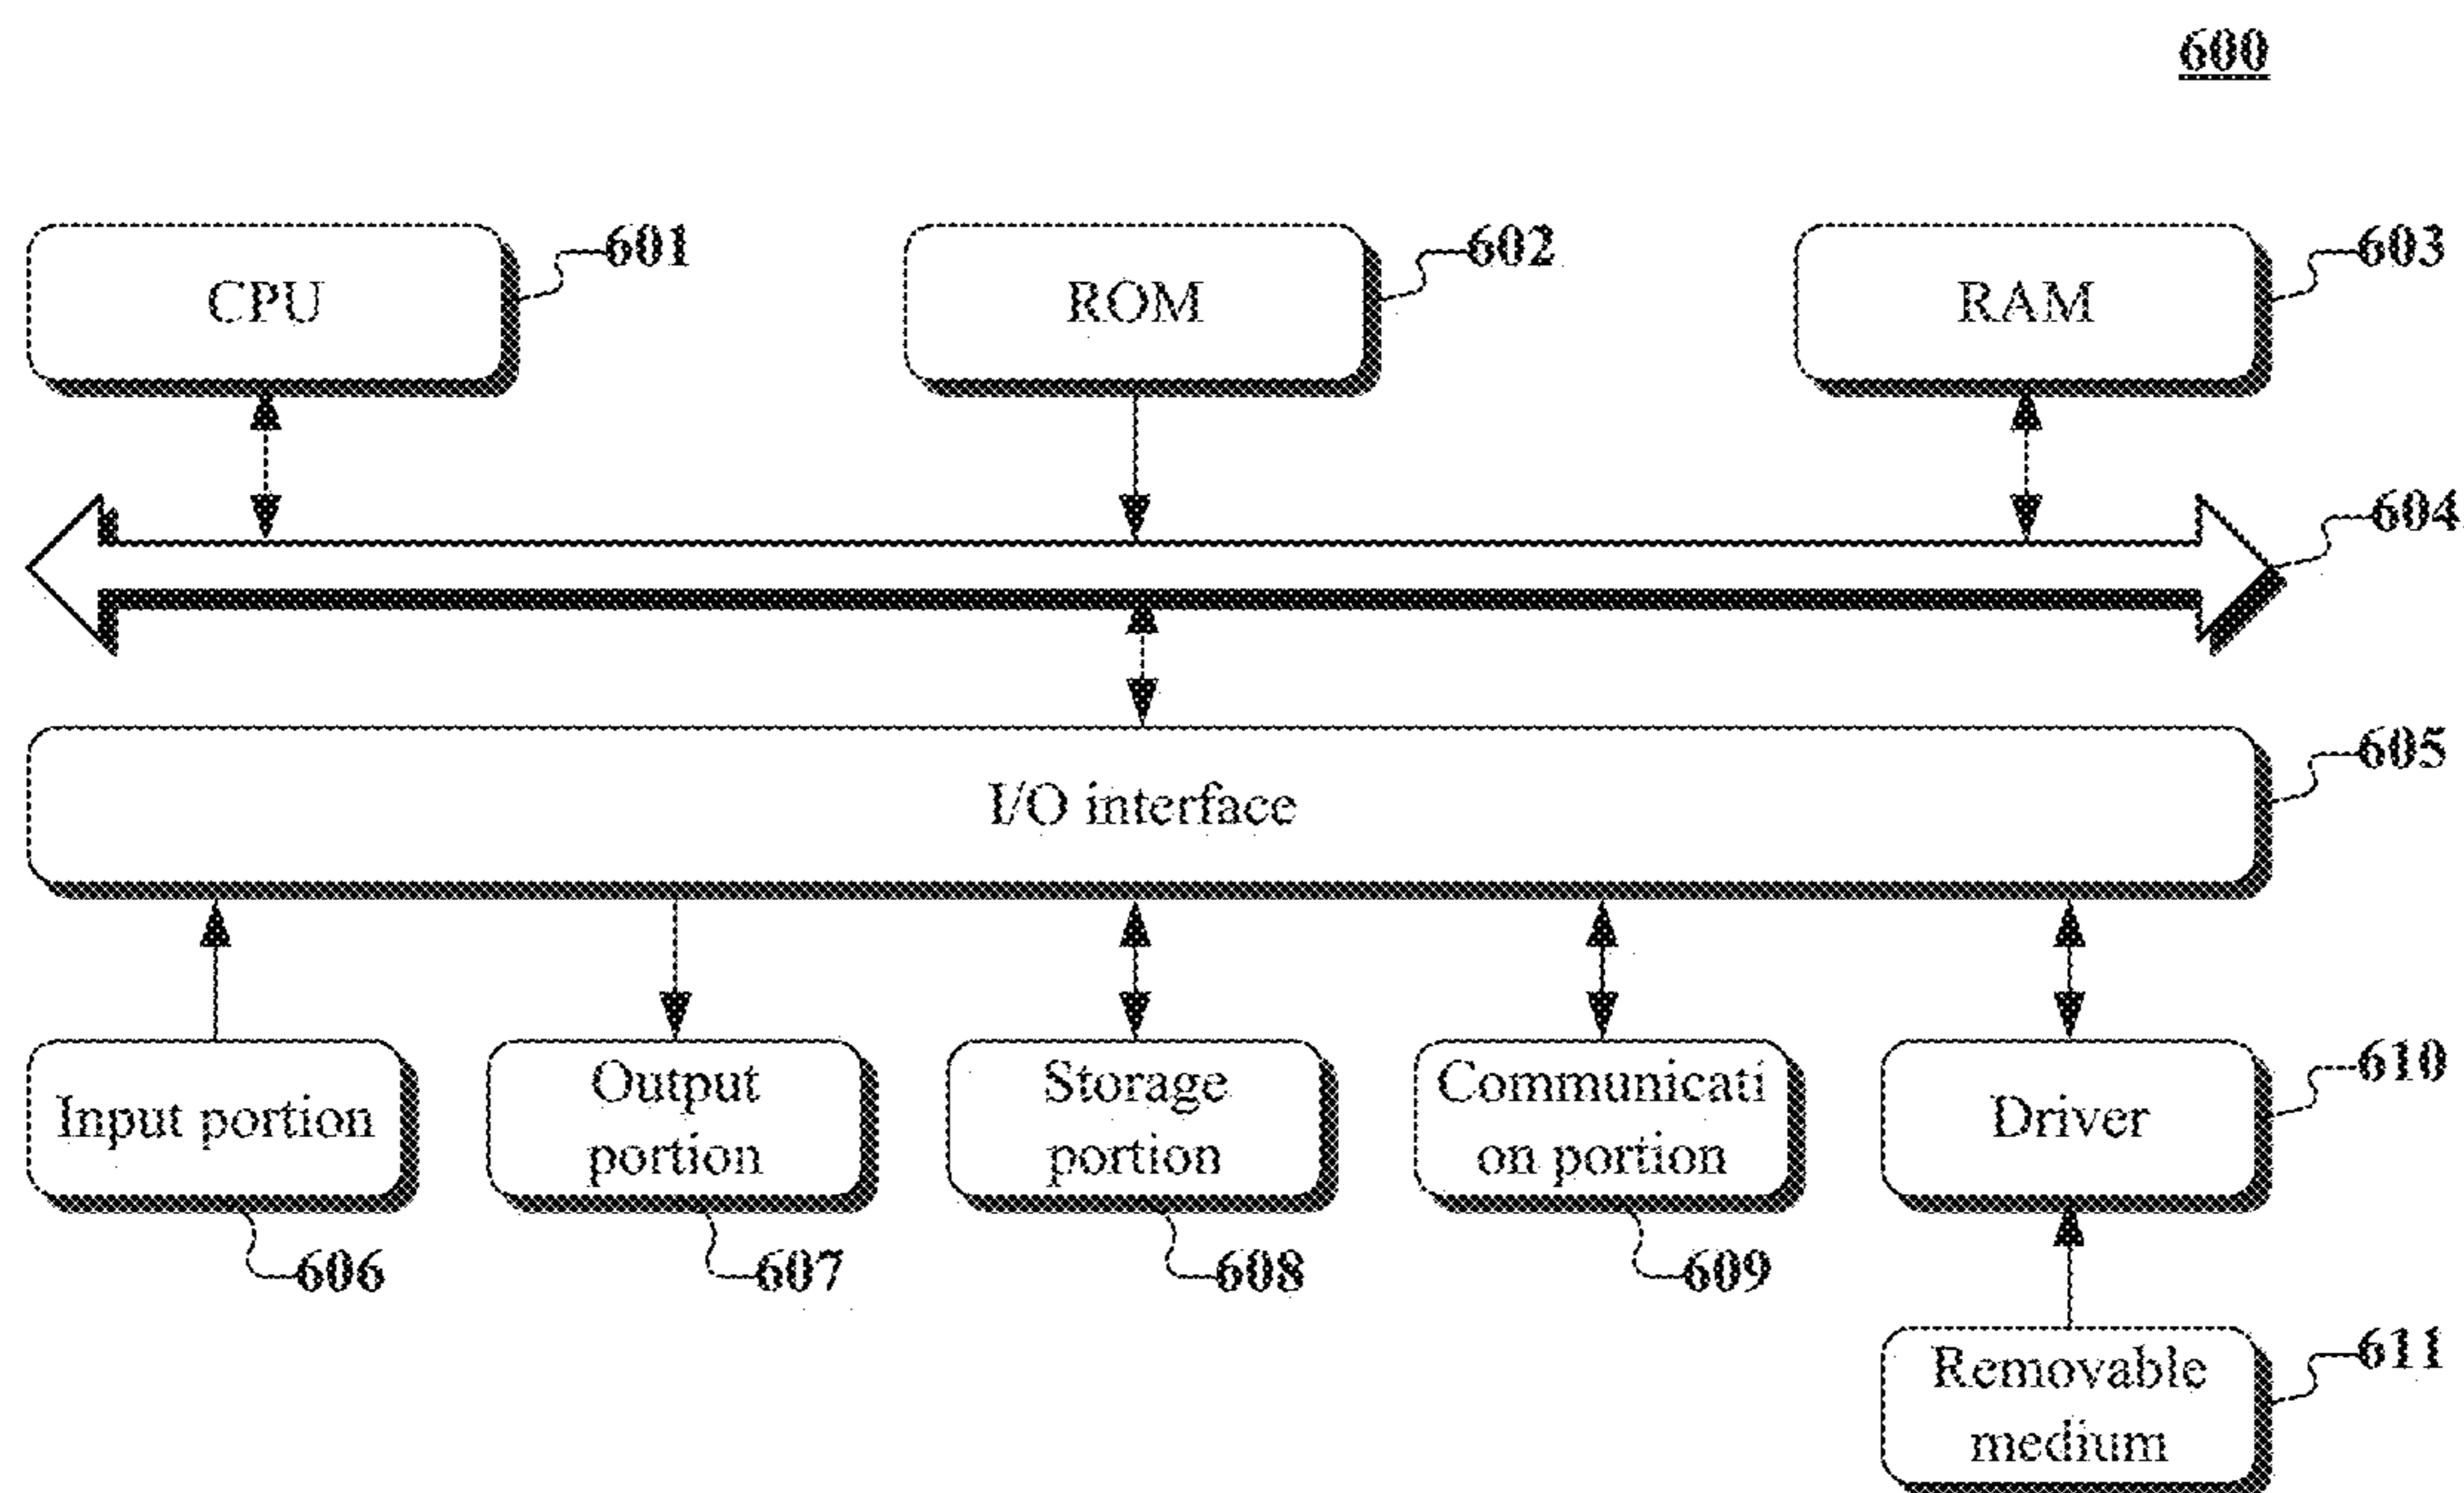 600
CPU
601
ROM
602
RAM
603
604
I/O interface
605
Input portion
606
Output
portion
607
Storage
portion
608
Communicati
on portion
609
Driver
610
Removable
medium
611